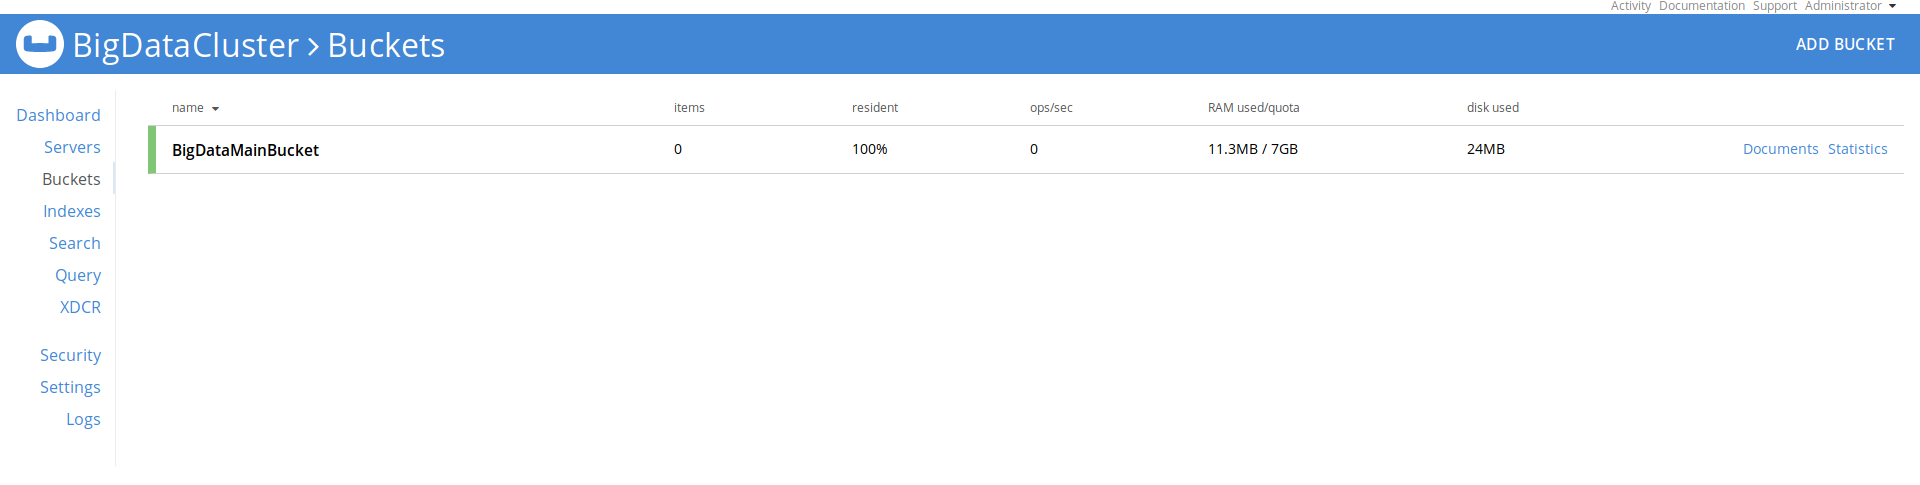 Activity Documentation Support Administrator
BigDataCluster > Buckets
ADD BUCKET
Dashboard
Servers
Buckets
Indexes
Search
Query
XDCR
Security
Settings
Logs
name items resident ops/sec RAM used/quota disk used
BigDataMainBucket 0 100% 0 11.3MB / 7GB 24MB Documents Statistics